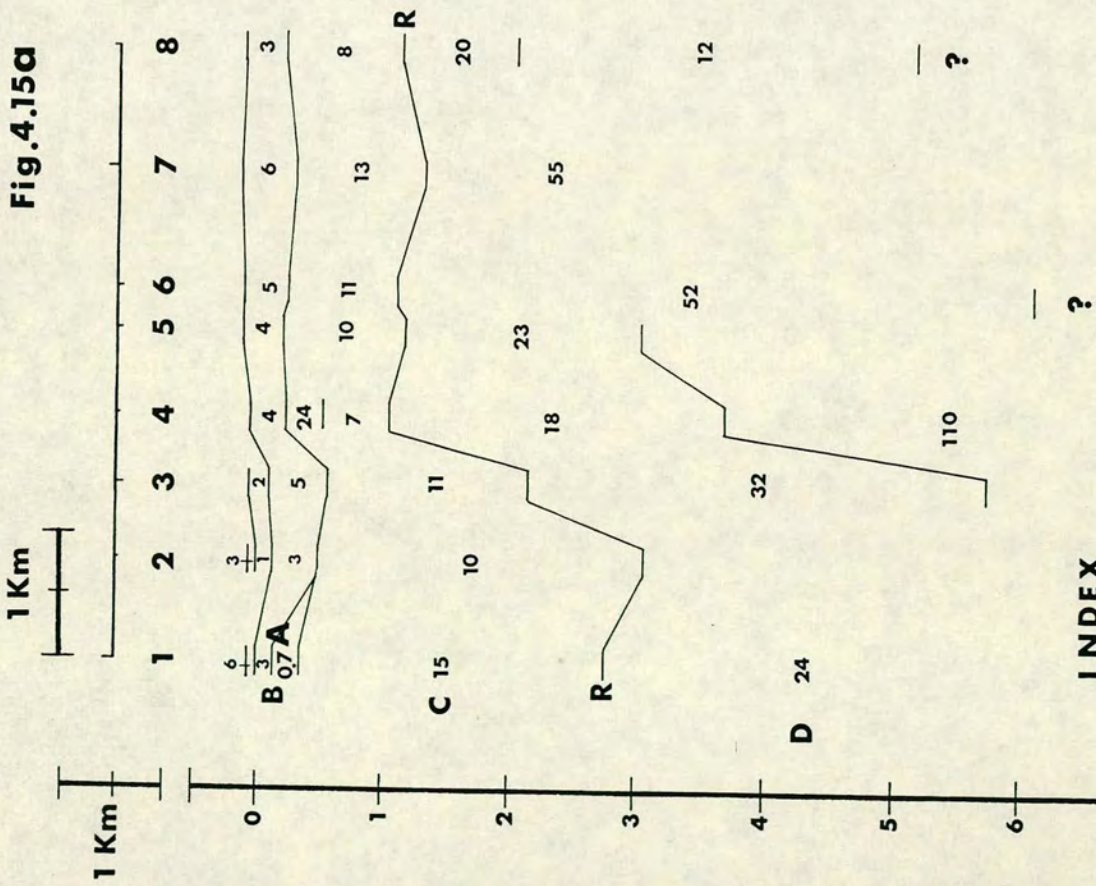 Fig.4.15a
1 Km
1 2 3 4 5 6 7 8
1 Km
6 3
0 B 3 1 2 4 4 5 6 3
0.7 A 3 5 24
7 10 11 13 8
1 R
C 15 10 11
2 18 23 55 20
R
3
D 24 32 52 12
4
5 110
?
6
?
INDEX